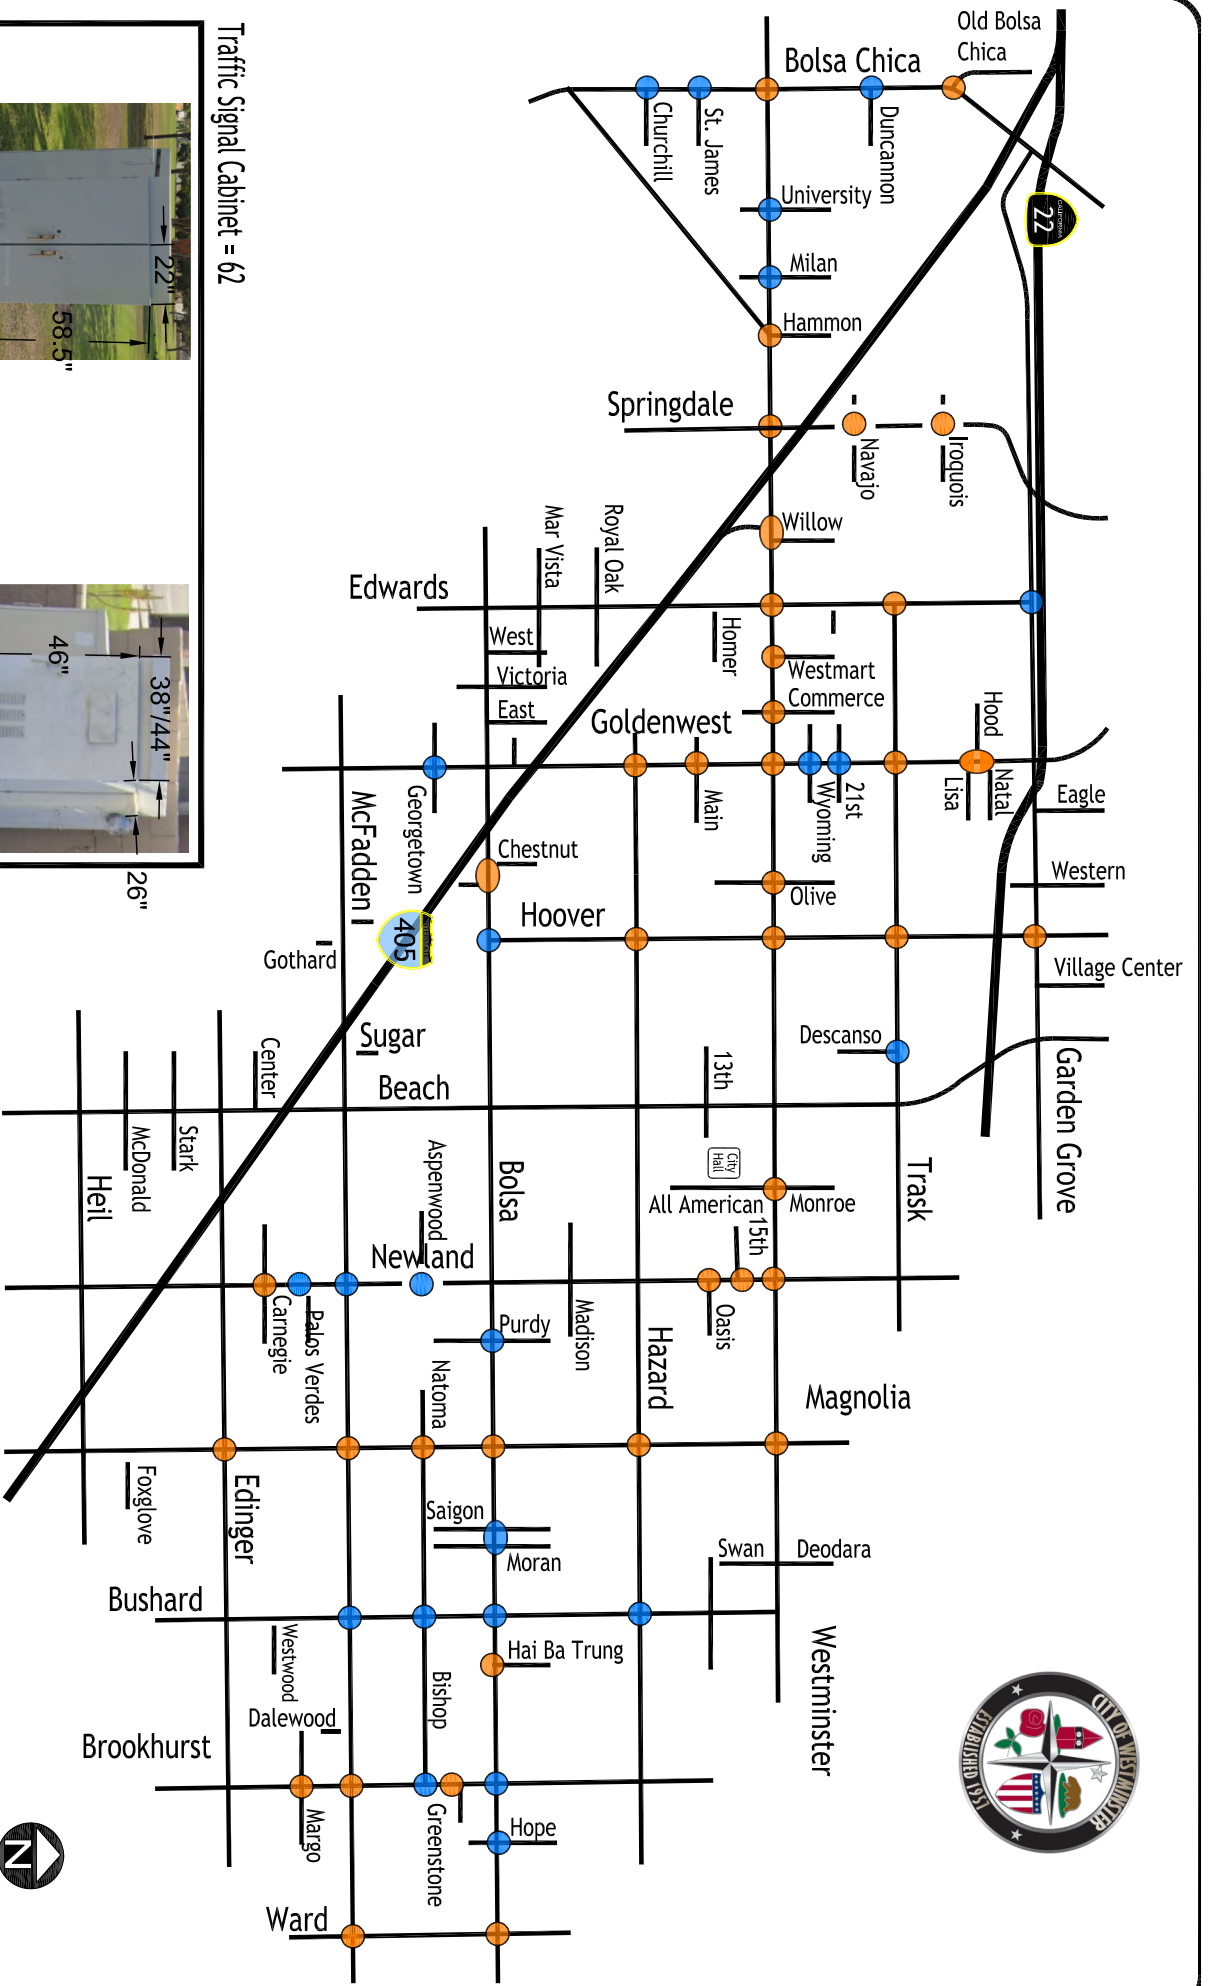 Old Bolsa
Chica
Bolsa Chica
Duncannon
St. James
Churchill
CALIFORNIA
22
University
Milan
Hammon
Springdale
Navajo
Iroquois
Traffic Signal Cabinet = 62
22"
58.5"
Willow
Royal Oak
Mar Vista
Edwards
Homer
West
Victoria
East
Westmart
Commerce
Goldenwest
Hood
Natal
Lisa
Eagle
Main
Wyoming
21st
46"
38"/44"
26"
Georgetown
McFadden
Chestnut
Olive
Western
Hoover
405
Gothard
Village Center
Sugar
Descanso
13th
Center
Beach
Garden Grove
Stark
McDonald
Heil
Aspenwood
Bolsa
City
Hall
All American
Monroe
Trask
15th
Newland
Oasis
Carnegie
Palos Verdes
Madison
Purdy
Hazard
Natoma
Magnolia
Foxglove
Edinger
Saigon
Moran
Swan
Deodara
Bushard
Westwood
Hai Ba Trung
Westminster
Bishop
Dalewood
Brookhurst
Margo
Greenstone
Hope
Ward
CITY OF WESTMINSTER
ESTABLISHED 1957
N